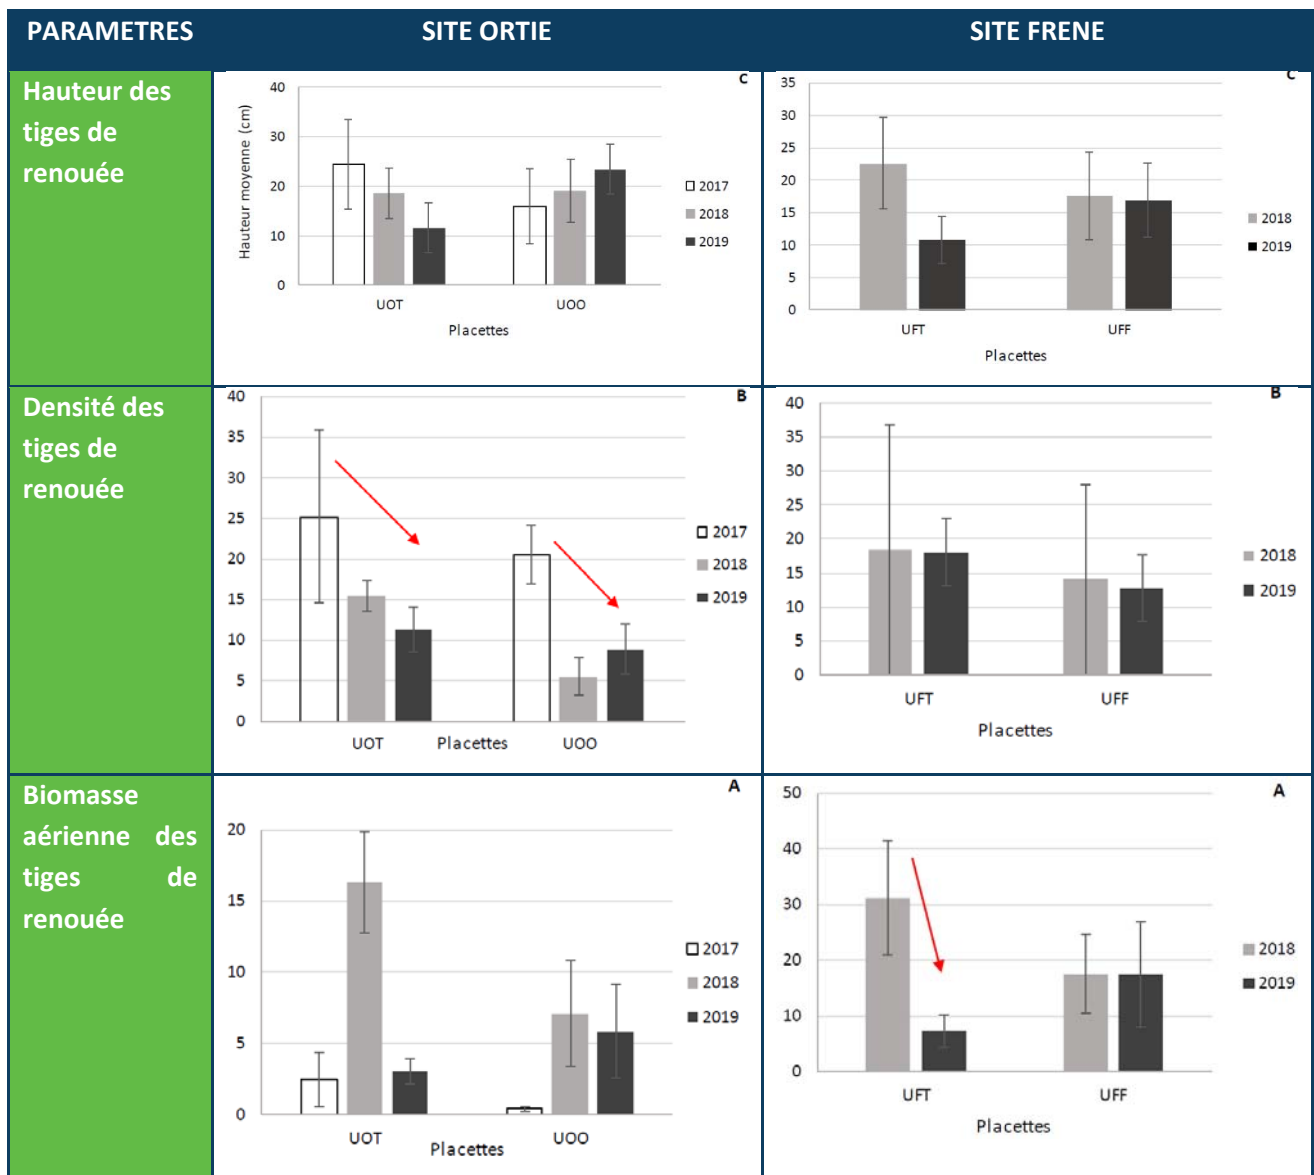 PARAMETRES SITE ORTIE SITE FRENE
Hauteur des
tiges de
renouée
C
Hauteur moyenne (cm)
40
30
20
10
0
UOT UOO
Placettes
2017
2018
2019
C
35
30
25
20
15
10
5
0
UFT UFF
Placettes
2018
2019
Densité des
tiges de
renouée
B
40
35
30
25
20
15
10
5
0
UOT Placettes UOO
2017
2018
2019
B
40
35
30
25
20
15
10
5
0
UFT UFF
Placettes
2018
2019
Biomasse
aérienne des
tiges de
renouée
A
20
15
10
5
0
UOT Placettes UOO
2017
2018
2019
A
50
40
30
20
10
0
UFT UFF
Placettes
2018
2019